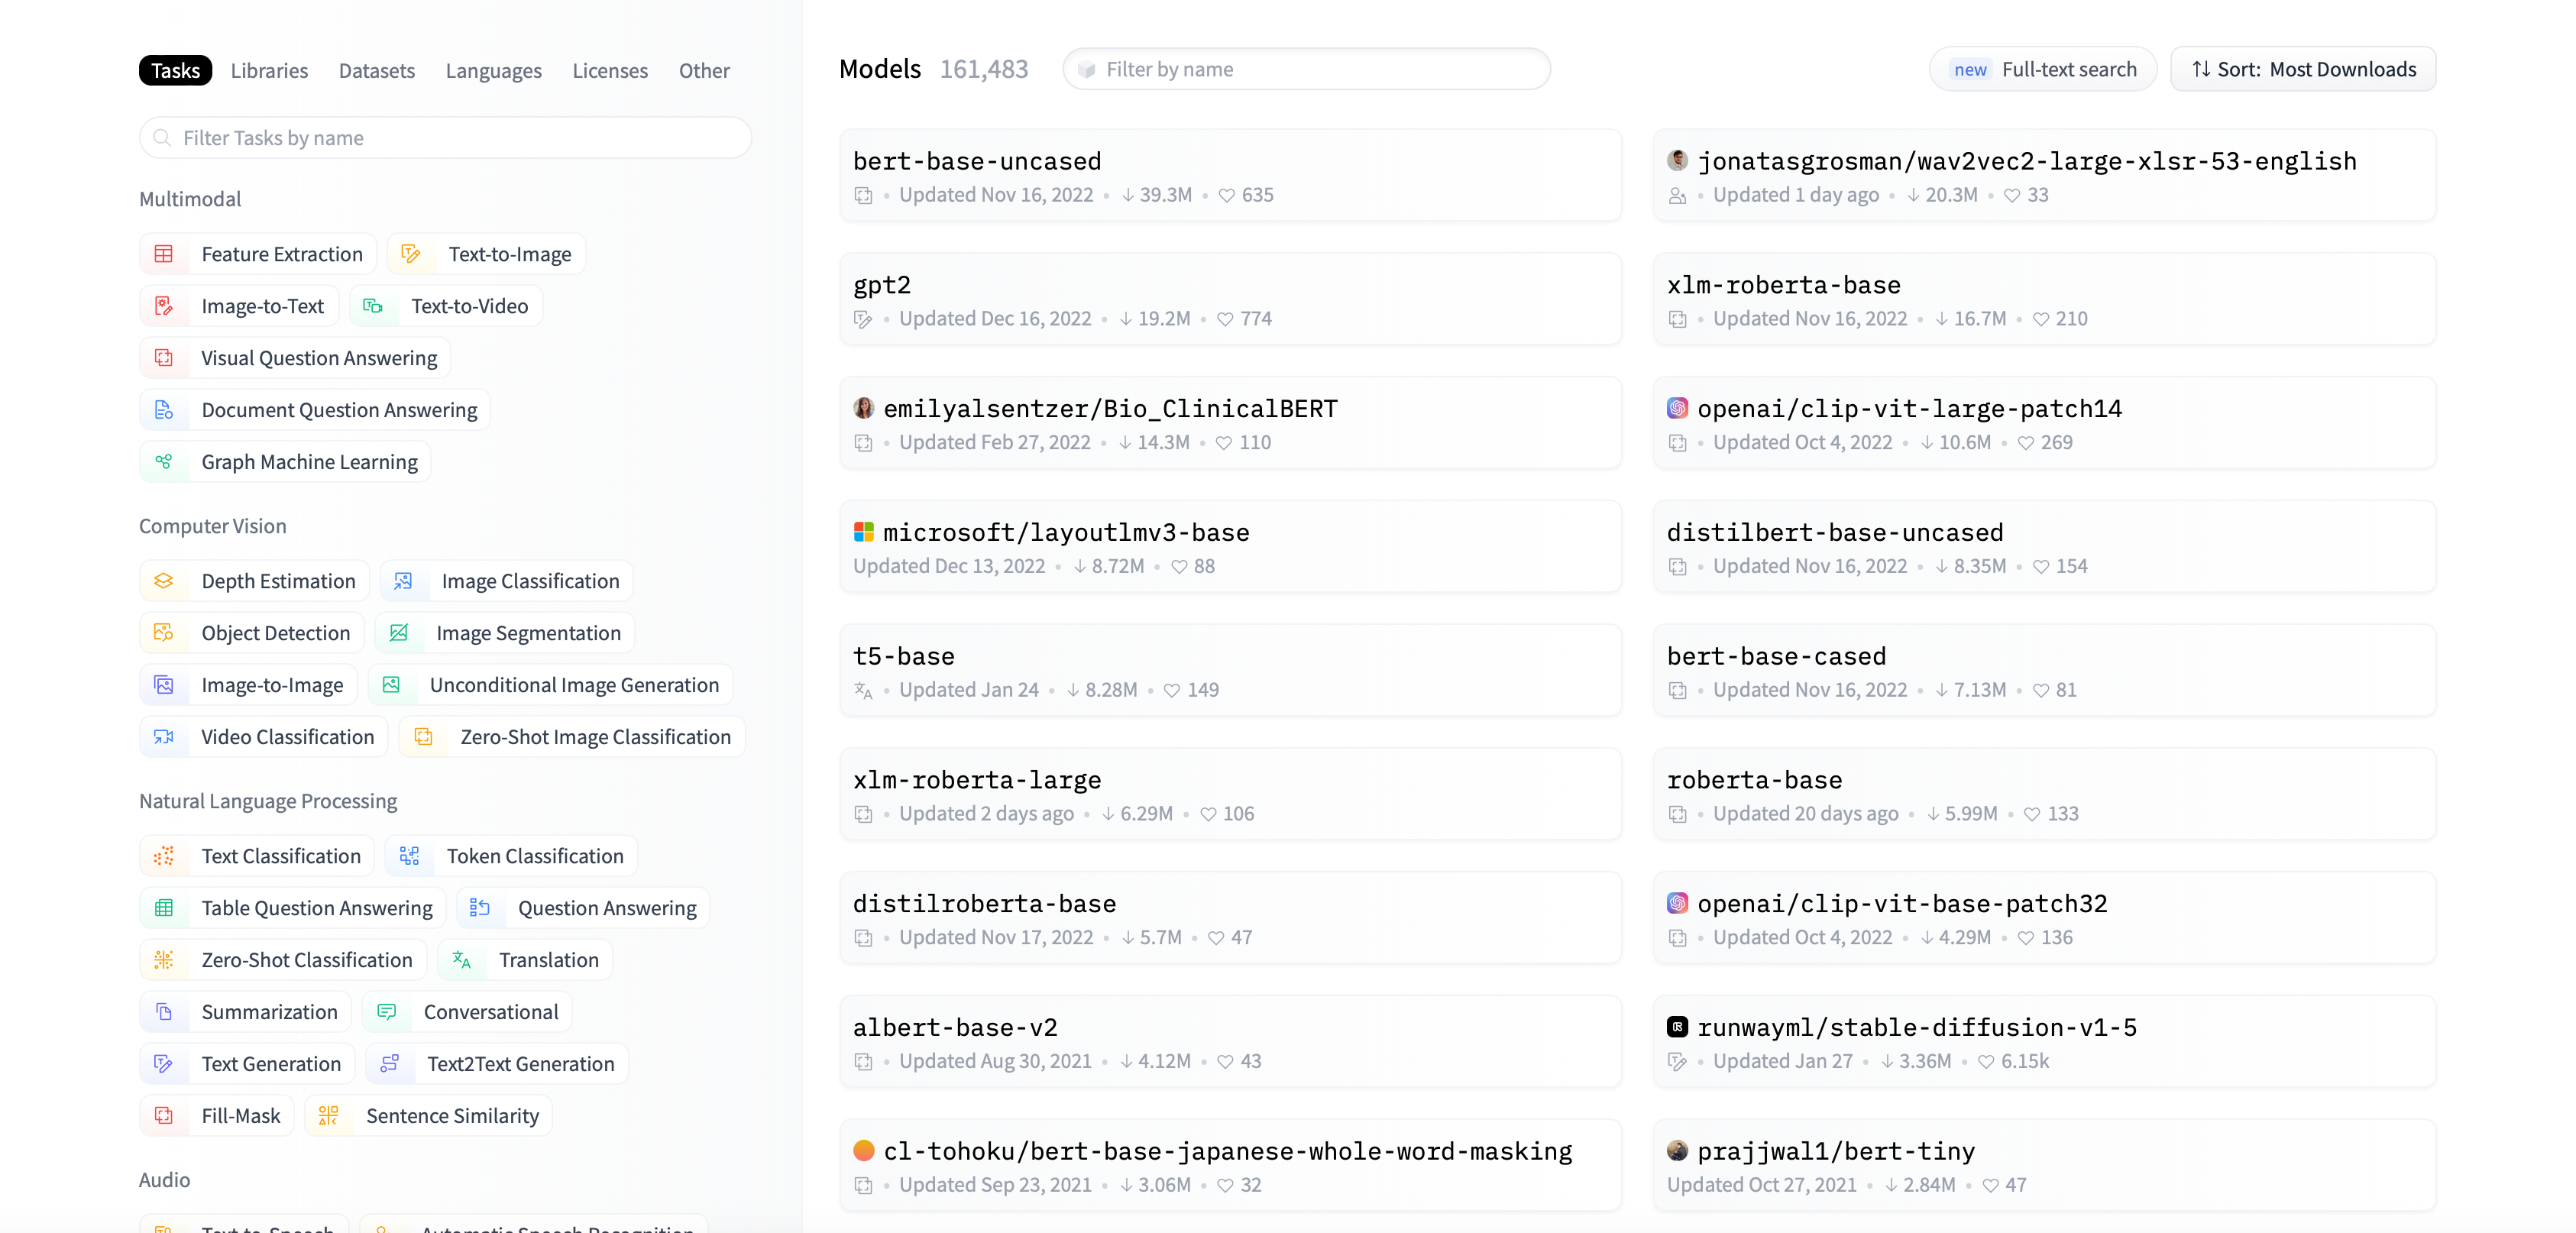 Tasks Libraries Datasets Languages Licenses Other
Filter Tasks by name
Multimodal
Feature Extraction Text-to-Image
Image-to-Text Text-to-Video
Visual Question Answering
Document Question Answering
Graph Machine Learning
Computer Vision
Depth Estimation Image Classification
Object Detection Image Segmentation
Image-to-Image Unconditional Image Generation
Video Classification Zero-Shot Image Classification
Natural Language Processing
Text Classification Token Classification
Table Question Answering Question Answering
Zero-Shot Classification Translation
Summarization Conversational
Text Generation Text2Text Generation
Fill-Mask Sentence Similarity
Audio
Text-to-Speech Automatic Speech Recognition
Models 161,483 Filter by name new Full-text search Sort: Most Downloads
bert-base-uncased
Updated Nov 16, 2022 • 39.3M • 635
jonatasgrosman/wav2vec2-large-xlsr-53-english
Updated 1 day ago • 20.3M • 33
gpt2
Updated Dec 16, 2022 • 19.2M • 774
xlm-roberta-base
Updated Nov 16, 2022 • 16.7M • 210
emilyalsentzer/Bio_ClinicalBERT
Updated Feb 27, 2022 • 14.3M • 110
openai/clip-vit-large-patch14
Updated Oct 4, 2022 • 10.6M • 269
microsoft/layoutlmv3-base
Updated Dec 13, 2022 • 8.72M • 88
distilbert-base-uncased
Updated Nov 16, 2022 • 8.35M • 154
t5-base
Updated Jan 24 • 8.28M • 149
bert-base-cased
Updated Nov 16, 2022 • 7.13M • 81
xlm-roberta-large
Updated 2 days ago • 6.29M • 106
roberta-base
Updated 20 days ago • 5.99M • 133
distilroberta-base
Updated Nov 17, 2022 • 5.7M • 47
openai/clip-vit-base-patch32
Updated Oct 4, 2022 • 4.29M • 136
albert-base-v2
Updated Aug 30, 2021 • 4.12M • 43
runwayml/stable-diffusion-v1-5
Updated Jan 27 • 3.36M • 6.15k
cl-tohoku/bert-base-japanese-whole-word-masking
Updated Sep 23, 2021 • 3.06M • 32
prajjwal1/bert-tiny
Updated Oct 27, 2021 • 2.84M • 47